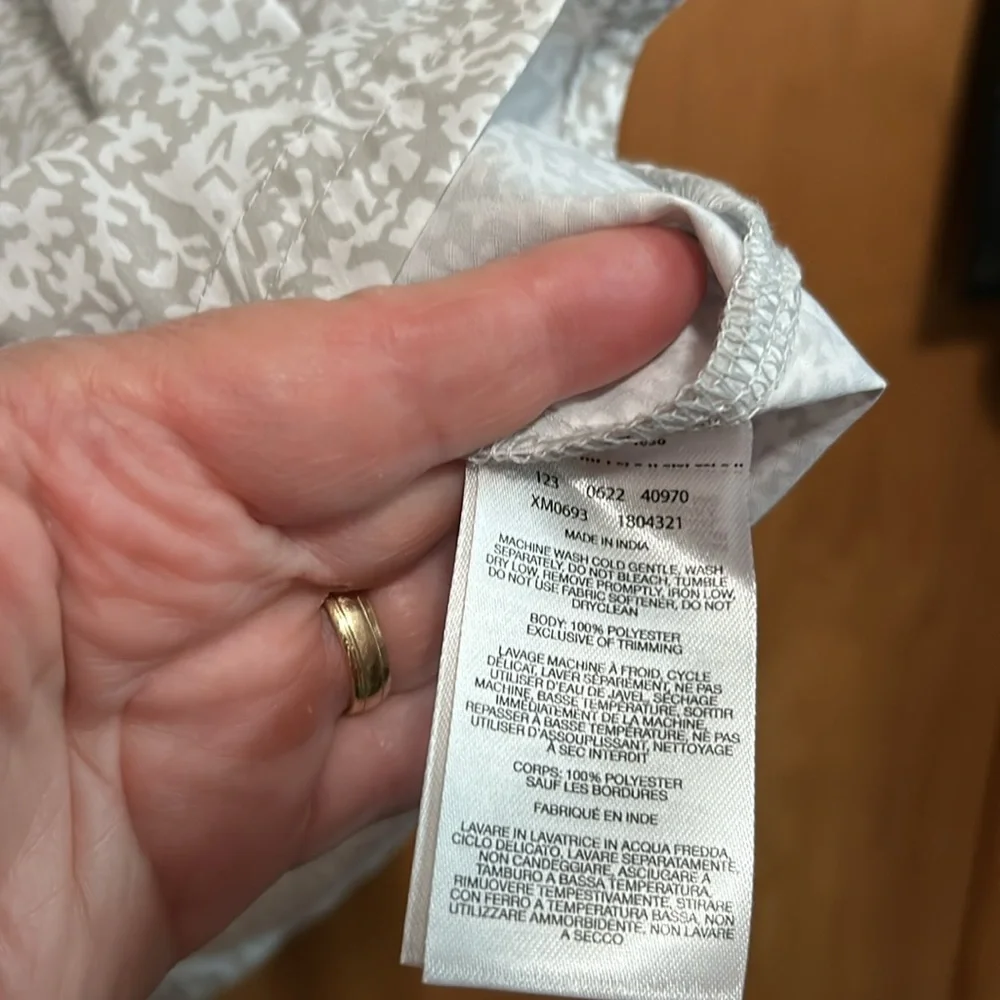 123 0622 40970
XM0693 1804321
MADE IN INDIA
MACHINE WASH COLD GENTLE, WASH
SEPARATELY, DO NOT BLEACH, TUMBLE
DRY LOW, REMOVE PROMPTLY, IRON LOW,
DO NOT USE FABRIC SOFTENER, DO NOT
DRYCLEAN
BODY: 100% POLYESTER
EXCLUSIVE OF TRIMMING
LAVAGE MACHINE À FROID, CYCLE
DÉLICAT, LAVER SÉPARÉMENT, NE PAS
UTILISER D'EAU DE JAVEL, SÉCHAGE
MACHINE, BASSE TEMPÉRATURE, SORTIR
IMMÉDIATEMENT DE LA MACHINE,
REPASSER À BASSE TEMPÉRATURE, NE PAS
UTILISER D'ASSOUPLISSANT, NETTOYAGE
À SEC INTERDIT
CORPS: 100% POLYESTER
SAUF LES BORDURES
FABRIQUÉ EN INDE
LAVARE IN LAVATRICE IN ACQUA FREDDA,
CICLO DELICATO, LAVARE SEPARATAMENTE,
NON CANDEGGIARE, ASCIUGARE A
TAMBURO A BASSA TEMPERATURA,
RIMUOVERE TEMPESTIVAMENTE, STIRARE
CON FERRO A TEMPERATURA BASSA, NON
UTILIZZARE AMMORBIDENTE, NON LAVARE
A SECCO